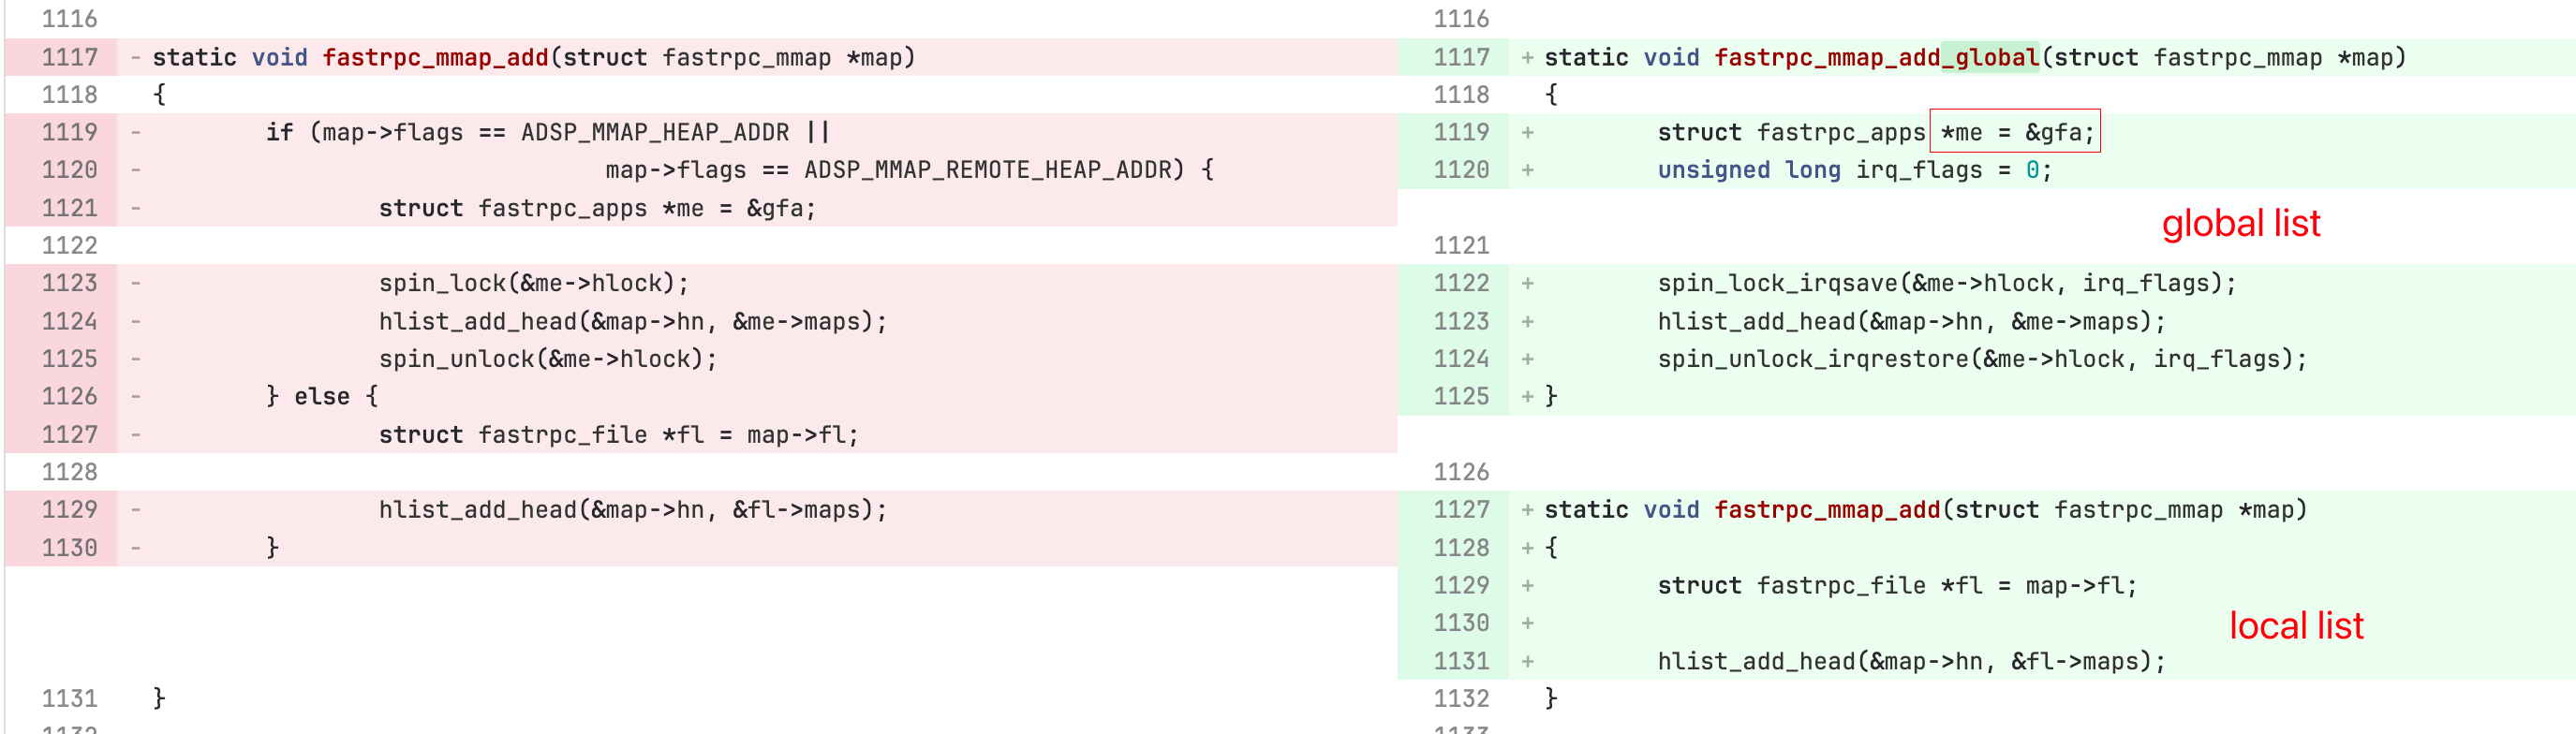 1116
1117 - static void fastrpc_mmap_add(struct fastrpc_mmap *map)
1118 {
1119 - if (map->flags == ADSP_MMAP_HEAP_ADDR ||
1120 - map->flags == ADSP_MMAP_REMOTE_HEAP_ADDR) {
1121 - struct fastrpc_apps *me = &gfa;
1122
1123 - spin_lock(&me->hlock);
1124 - hlist_add_head(&map->hn, &me->maps);
1125 - spin_unlock(&me->hlock);
1126 - } else {
1127 - struct fastrpc_file *fl = map->fl;
1128
1129 - hlist_add_head(&map->hn, &fl->maps);
1130 - }
1131 }
1116
1117 + static void fastrpc_mmap_add_global(struct fastrpc_mmap *map)
1118 {
1119 + struct fastrpc_apps *me = &gfa;
1120 + unsigned long irq_flags = 0;
global list
1121
1122 + spin_lock_irqsave(&me->hlock, irq_flags);
1123 + hlist_add_head(&map->hn, &me->maps);
1124 + spin_unlock_irqrestore(&me->hlock, irq_flags);
1125 + }
1126
1127 + static void fastrpc_mmap_add(struct fastrpc_mmap *map)
1128 + {
1129 + struct fastrpc_file *fl = map->fl;
1130 +
local list
1131 + hlist_add_head(&map->hn, &fl->maps);
1132 }